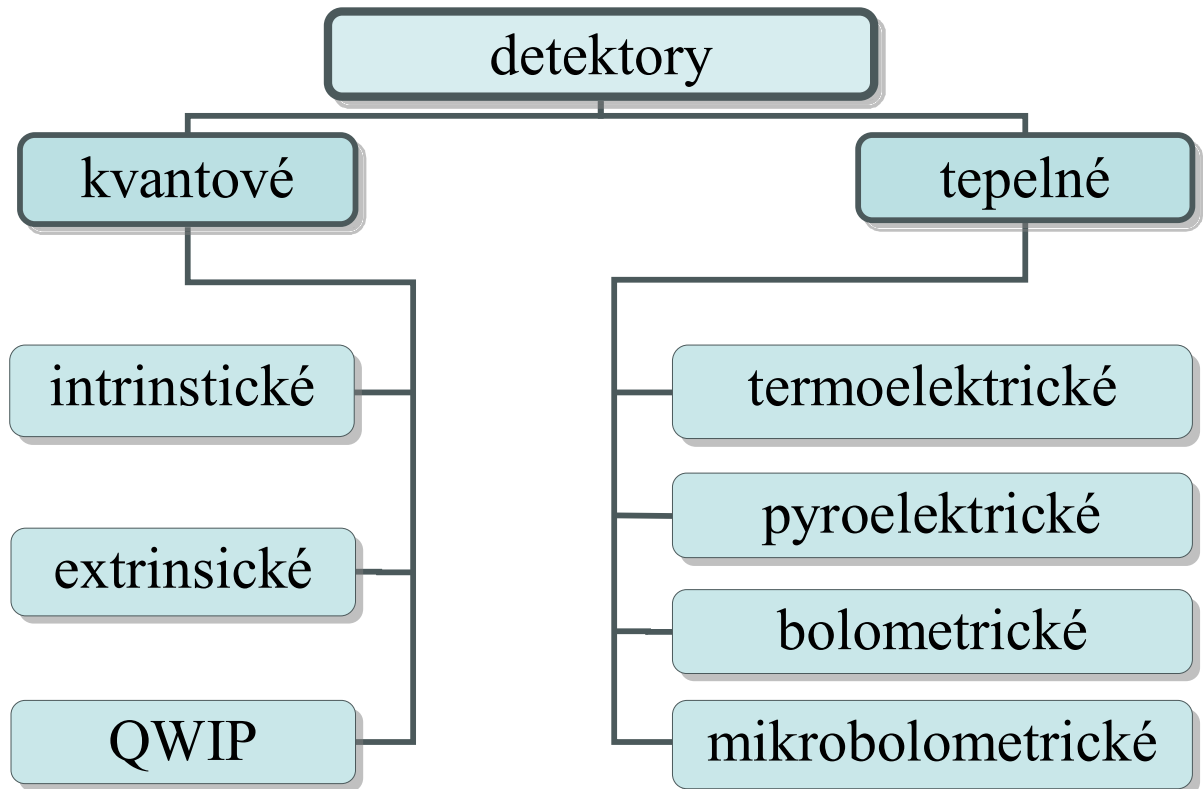 detektory
kvantové
tepelné
intrinstické
extrinsické
QWIP
termoelektrické
pyroelektrické
bolometrické
mikrobolometrické